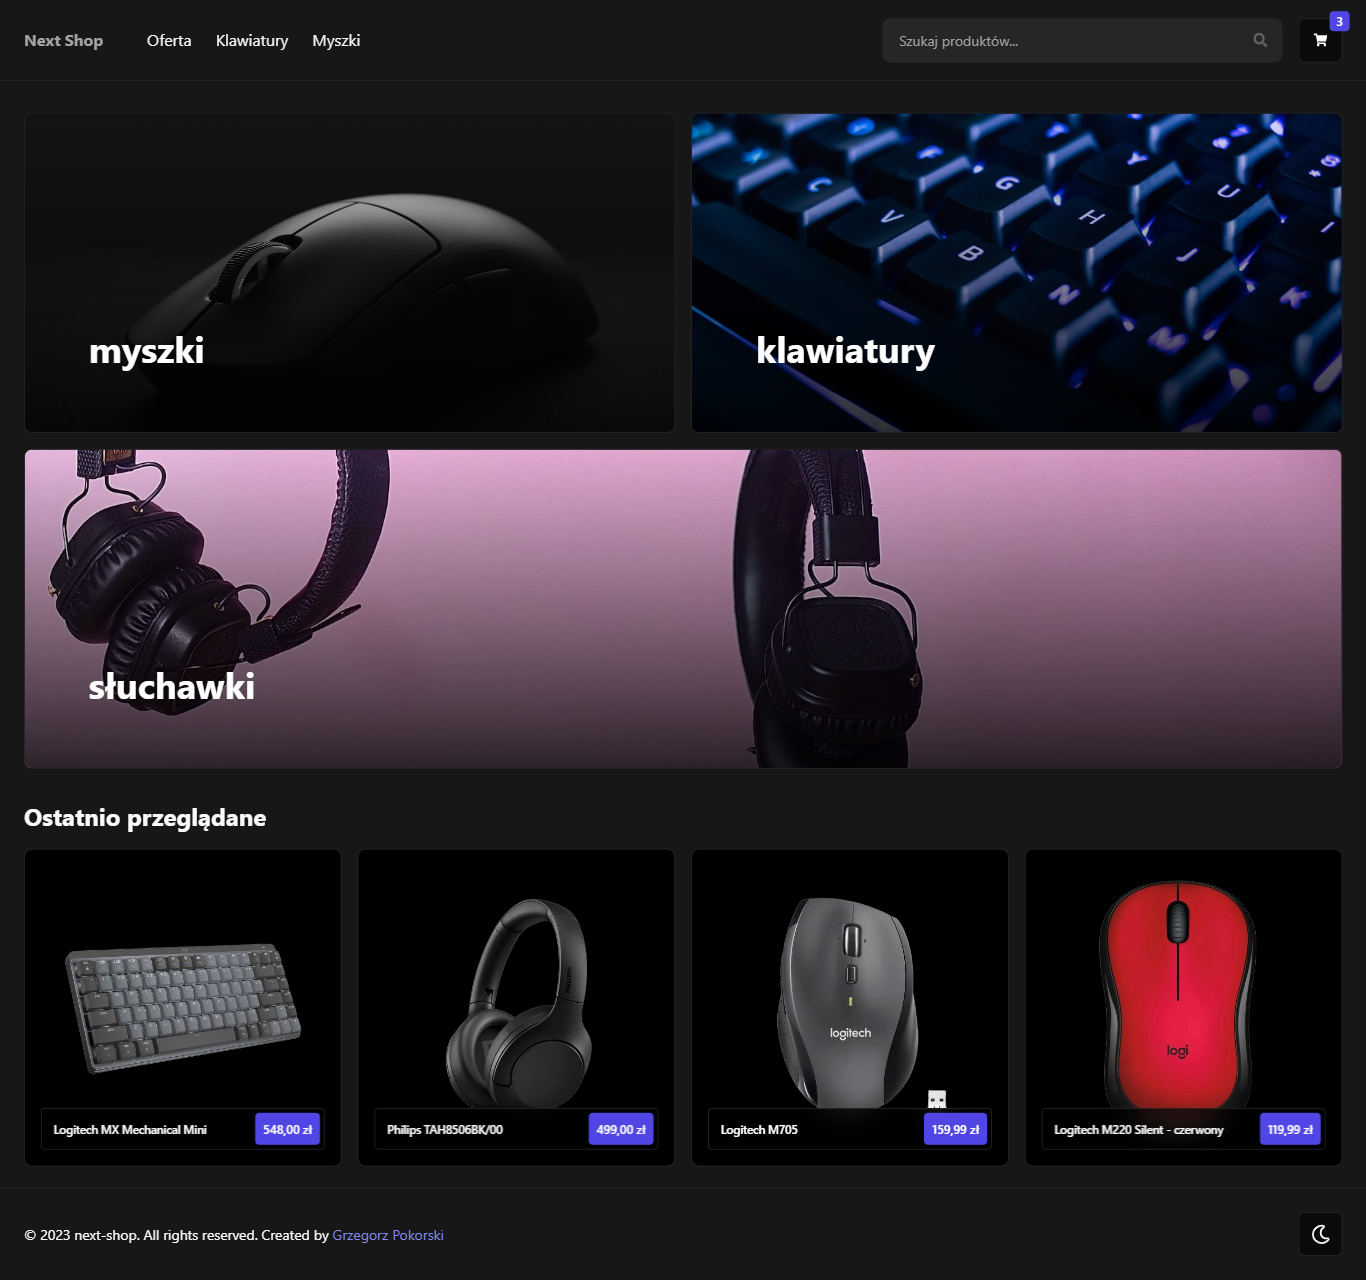 Next Shop Oferta Klawiatury Myszki Szukaj produktów... 3
myszki
klawiatury
C F G Y U
V B H J I
N M K
słuchawki
Ostatnio przeglądane
logitech
logi
Logitech MX Mechanical Mini 548,00 zł
Philips TAH8506BK/00 499,00 zł
Logitech M705 159,99 zł
Logitech M220 Silent - czerwony 119,99 zł
© 2023 next-shop. All rights reserved. Created by Grzegorz Pokorski